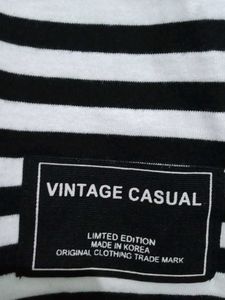 VINTAGE CASUAL
LIMTED EDITION
MADE IN KOREA
ORIGINAL CLOTHING TRADE MARK